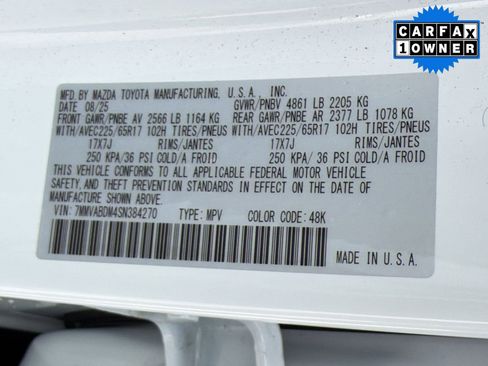 CARFAX
1 OWNER
MFD. BY MAZDA TOYOTA MANUFACTURING, U.S.A., INC.
DATE 08/25 GVWR/PNBV 4861 LB 2205 KG
FRONT GAWR/PNBE AV 2566 LB 1164 KG REAR GAWR/PNBE AR 2377 LB 1078 KG
WITH/AVEC225/65R17 102H TIRES/PNEUS WITH/AVEC225/65R17 102H TIRES/PNEUS
17X7J RIMS/JANTES 17X7J RIMS/JANTES
250 KPA/36 PSI COLD/A FROID 250 KPA/36 PSI COLD/A FROID
THIS VEHICLE CONFORMS TO ALL APPLICABLE FEDERAL MOTOR VEHICLE
SAFETY, AND THEFT PREVENTION STANDARDS IN EFFECT ON THE DATE OF
MANUFACTURE SHOWN ABOVE.
VIN: 7MMVABDM4SN384270 TYPE: MPV COLOR CODE: 48K
MADE IN U.S.A.